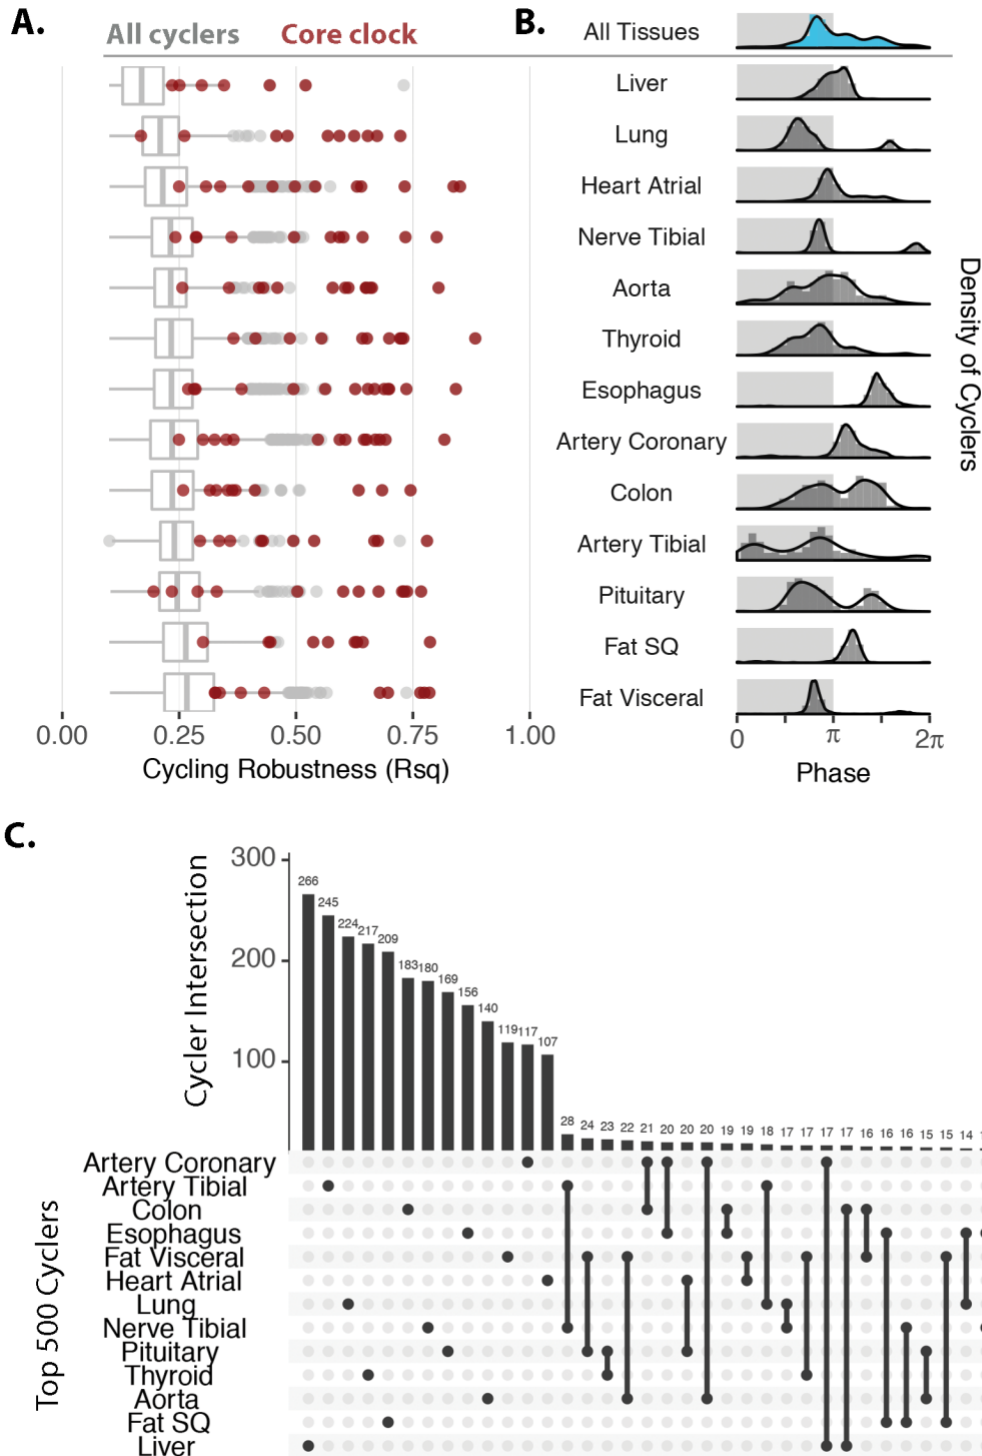 A.
All cyclers Core clock
B.
All Tissues
Liver
Lung
Heart Atrial
Nerve Tibial
Aorta
Thyroid
Esophagus
Artery Coronary
Colon
Artery Tibial
Pituitary
Fat SQ
Fat Visceral
Density of Cyclers
0.00 0.25 0.50 0.75 1.00
Cycling Robustness (Rsq)
0 π 2π
Phase
C.
Cycler Intersection
300
200
100
266 245 224 217 209 183 180 169 156 140 119 117 107 28 24 23 22 21 20 20 20 19 19 18 17 17 17 17 16 16 16 15 15 14
Top 500 Cyclers
Artery Coronary
Artery Tibial
Colon
Esophagus
Fat Visceral
Heart Atrial
Lung
Nerve Tibial
Pituitary
Thyroid
Aorta
Fat SQ
Liver